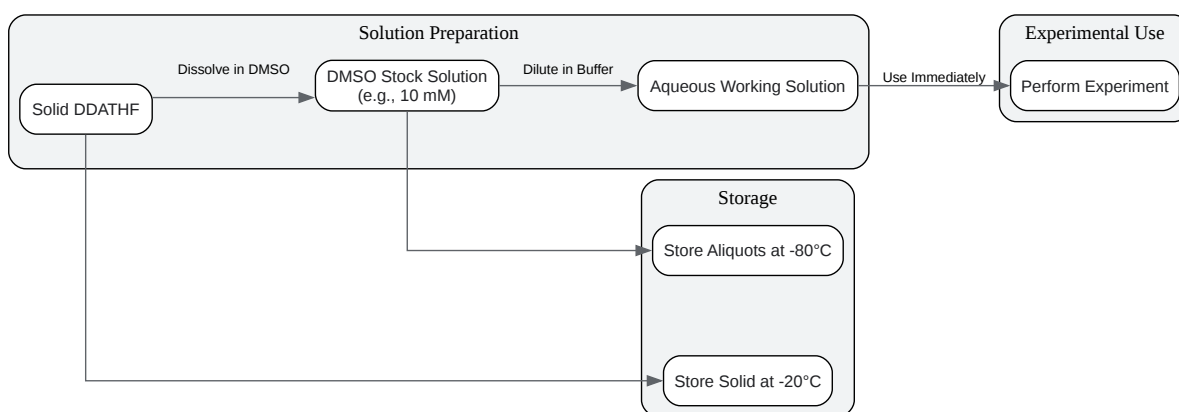 Solution Preparation
Experimental Use
Dissolve in DMSO
DMSO Stock Solution
(e.g., 10 mM)
Dilute in Buffer
Aqueous Working Solution
Use Immediately
Perform Experiment
Solid DDATHF
Storage
Store Aliquots at -80°C
Store Solid at -20°C